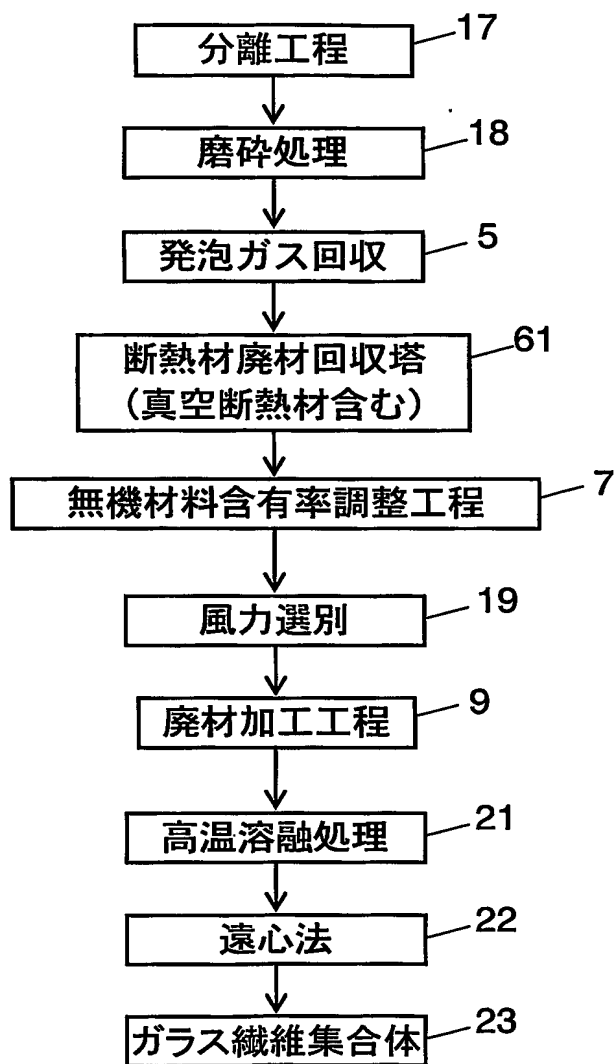 分離工程 17
磨砕処理 18
発泡ガス回収 5
断熱材廃材回収塔 61
(真空断熱材含む)
無機材料含有率調整工程 7
風力選別 19
廃材加工工程 9
高温溶融処理 21
遠心法 22
ガラス繊維集合体 23